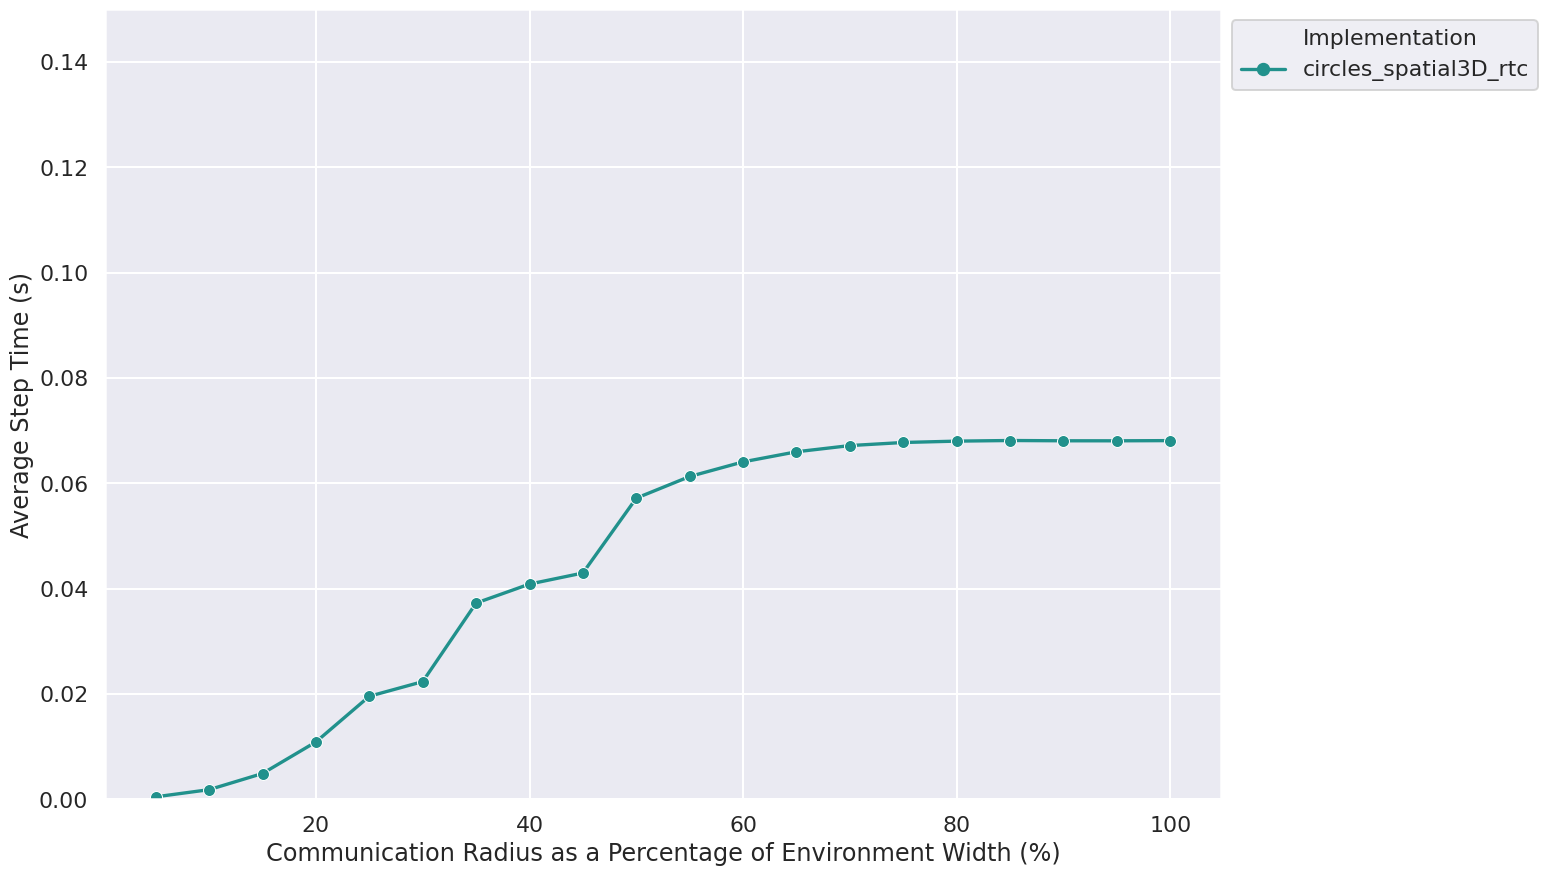 Implementation
circles_spatial3D_rtc
Average Step Time (s)
0.14
0.12
0.10
0.08
0.06
0.04
0.02
0.00
20 40 60 80 100
Communication Radius as a Percentage of Environment Width (%)